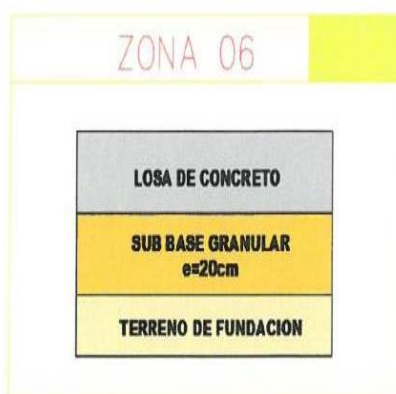 ZONA 06
LOSA DE CONCRETO
SUB BASE GRANULAR
e=20cm
TERRENO DE FUNDACION